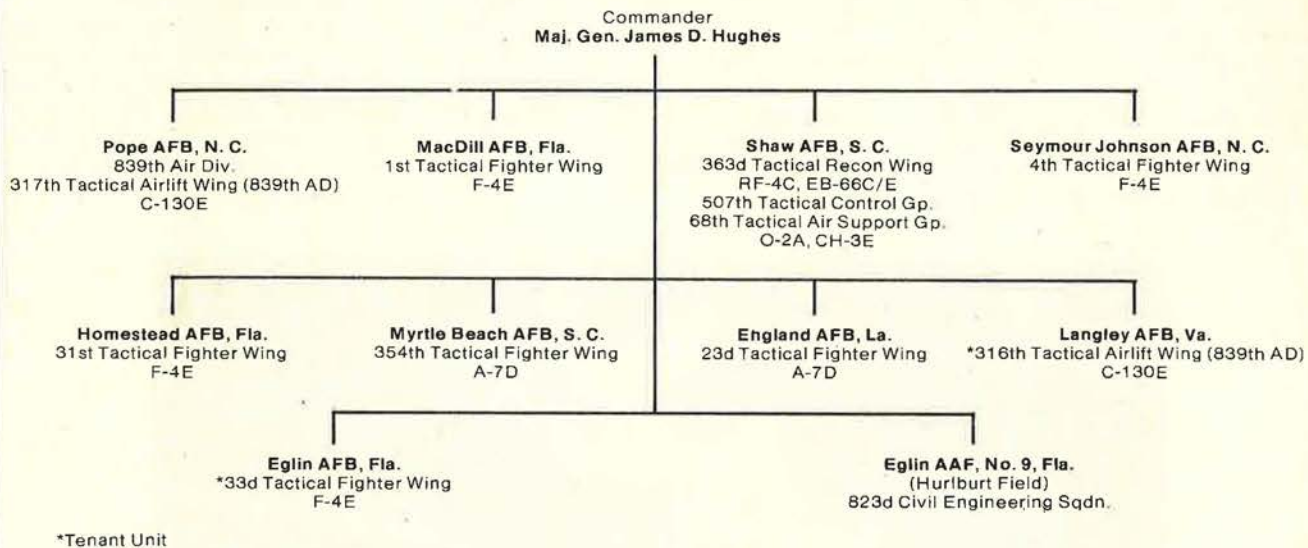 Commander
Maj. Gen. James D. Hughes
Pope AFB, N. C.
839th Air Div.
317th Tactical Airlift Wing (839th AD)
C-130E
MacDill AFB, Fla.
1st Tactical Fighter Wing
F-4E
Shaw AFB, S. C.
363d Tactical Recon Wing
RF-4C, EB-66C/E
507th Tactical Control Gp.
68th Tactical Air Support Gp.
O-2A, CH-3E
Seymour Johnson AFB, N. C.
4th Tactical Fighter Wing
F-4E
Homestead AFB, Fla.
31st Tactical Fighter Wing
F-4E
Myrtle Beach AFB, S. C.
354th Tactical Fighter Wing
A-7D
England AFB, La.
23d Tactical Fighter Wing
A-7D
Langley AFB, Va.
*316th Tactical Airlift Wing (839th AD)
C-130E
Eglin AFB, Fla.
*33d Tactical Fighter Wing
F-4E
Eglin AAF, No. 9, Fla.
(Hurlburt Field)
823d Civil Engineering Sqdn.
*Tenant Unit